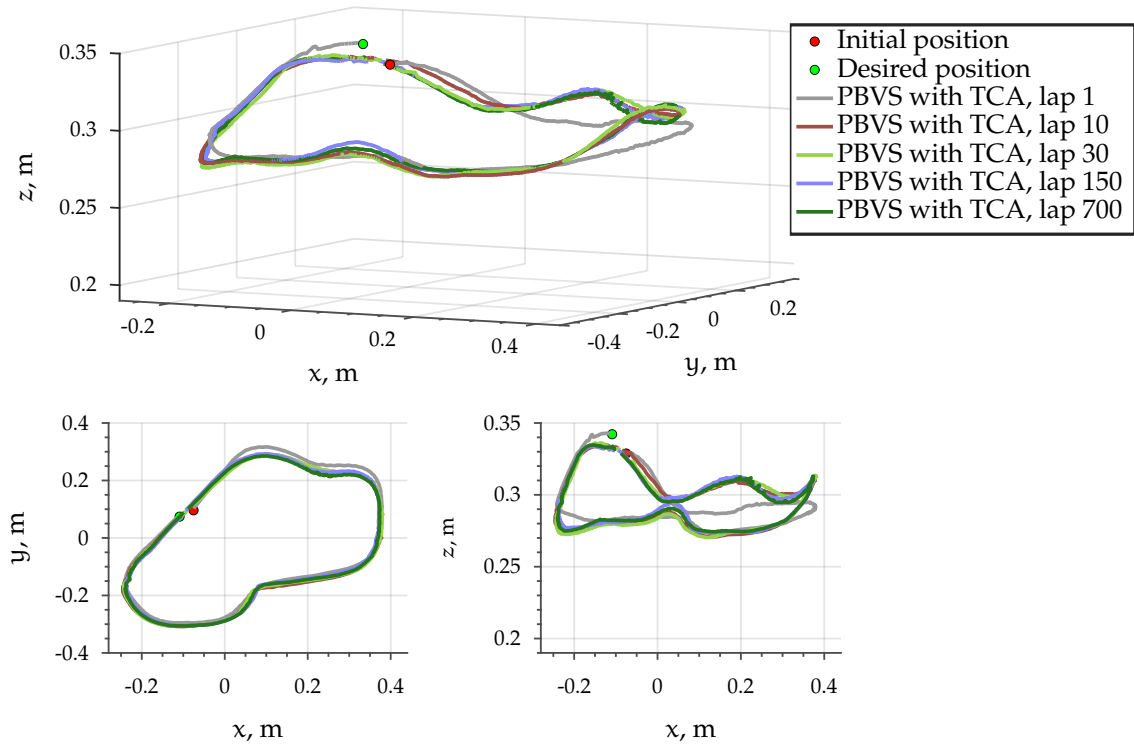 0.35
0.3
0.25
0.2
z, m
-0.2
0
0.2
0.4
x, m
-0.4
-0.2
0
0.2
y, m
Initial position
Desired position
PBVS with TCA, lap 1
PBVS with TCA, lap 10
PBVS with TCA, lap 30
PBVS with TCA, lap 150
PBVS with TCA, lap 700
0.4
0.2
0
-0.2
-0.4
y, m
-0.2
0
0.2
0.4
x, m
0.35
0.3
0.25
0.2
z, m
-0.2
0
0.2
0.4
x, m